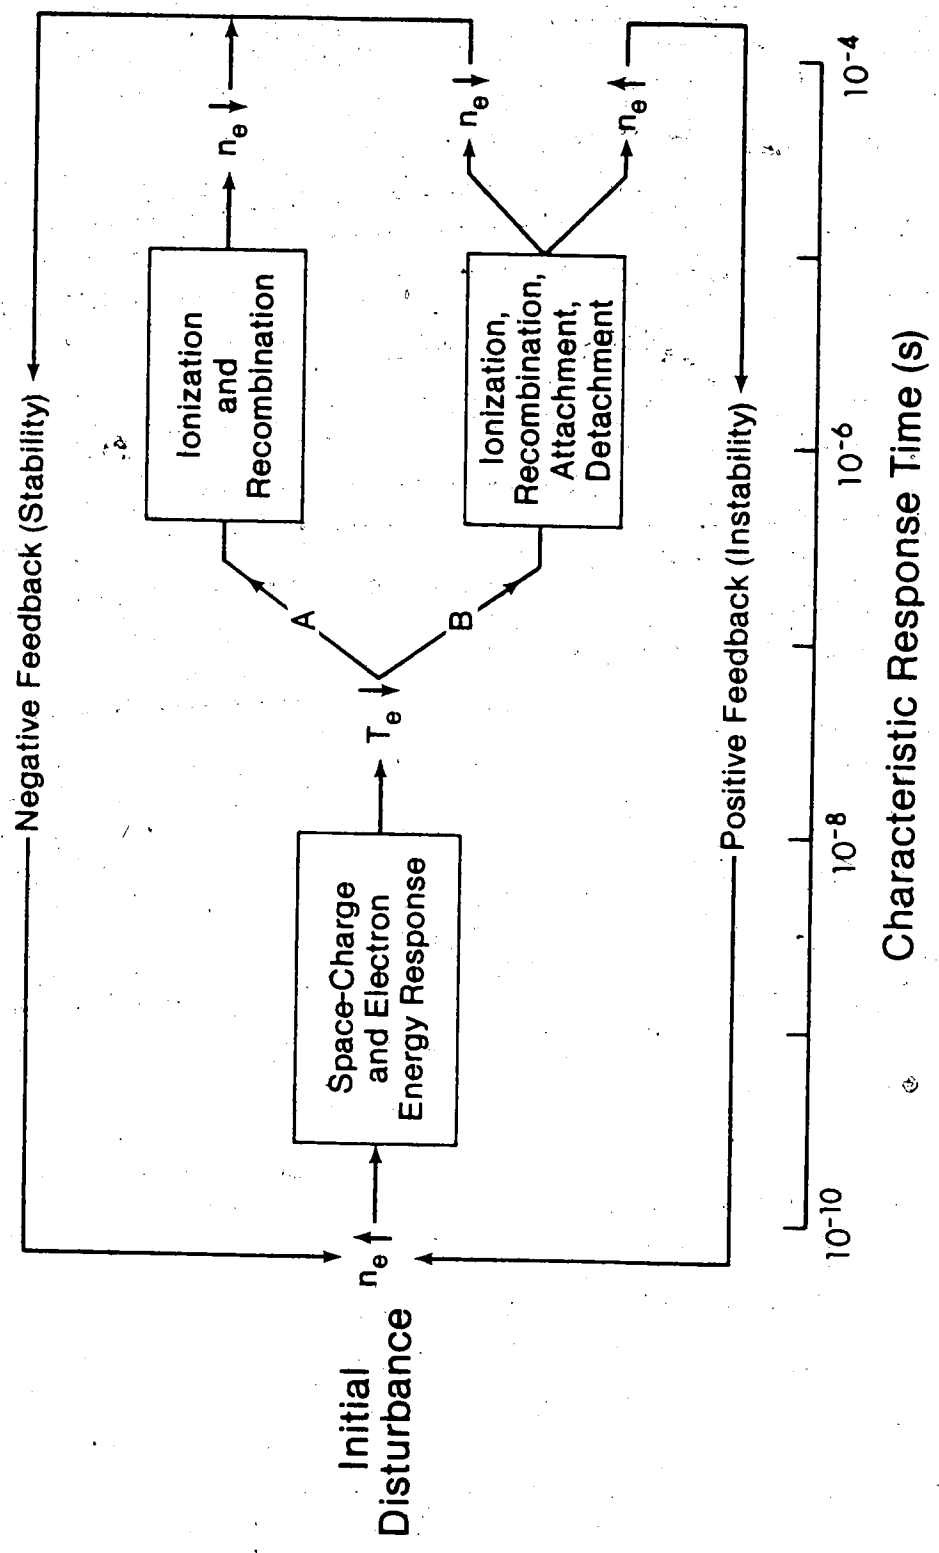 Negative Feedback (Stability)
Ionization
and
Recombination
n_e ↓
A
Initial
Disturbance
n_e ↑
Space-Charge
and Electron
Energy Response
T_e ↓
B
Ionization,
Recombination,
Attachment,
Detachment
n_e ↓
n_e ↑
Positive Feedback (Instability)
10^-10
10^-8
10^-6
10^-4
Characteristic Response Time (s)